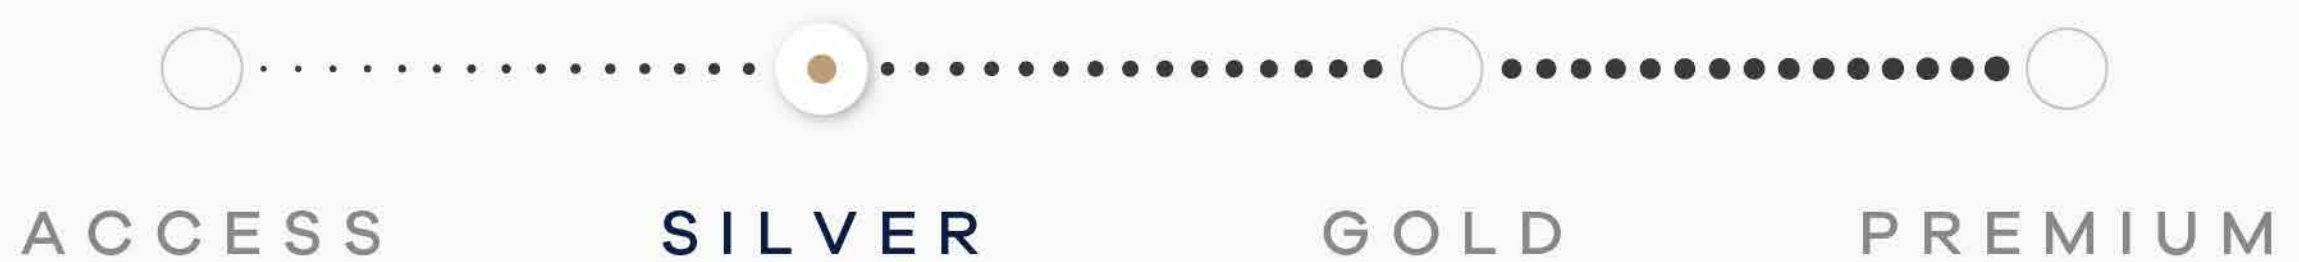 ACCESS SILVER GOLD PREMIUM